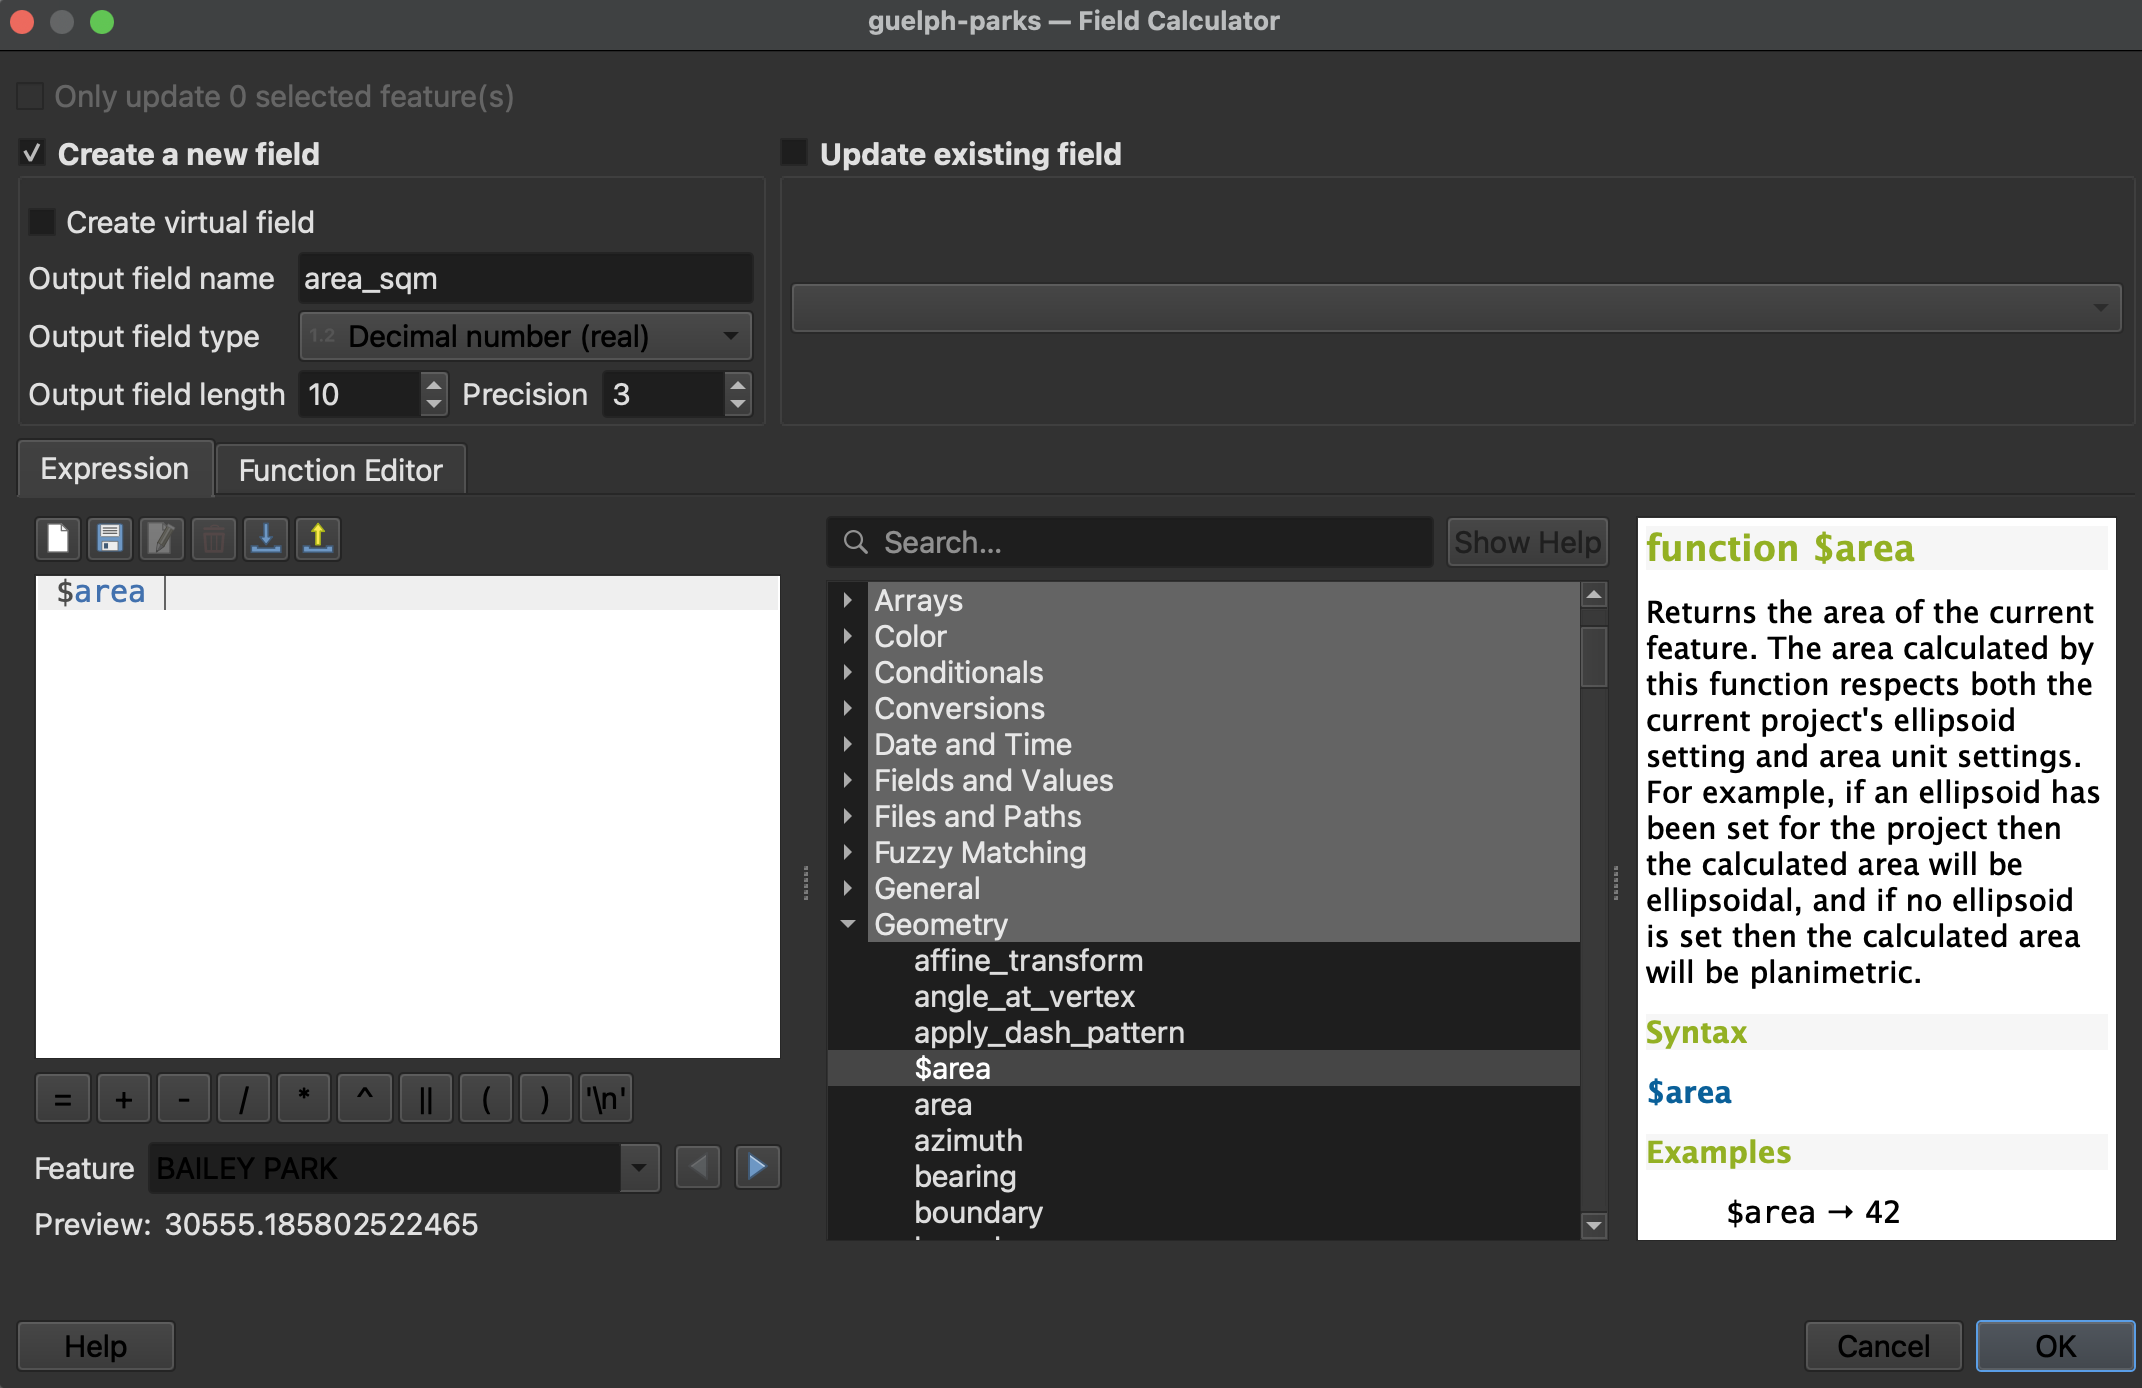 guelph-parks — Field Calculator
Only update 0 selected feature(s)
Create a new field
Update existing field
Create virtual field
Output field name area_sqm
Output field type 1.2 Decimal number (real)
Output field length 10 Precision 3
Expression Function Editor
Search...
Show Help
$area
Arrays
Color
Conditionals
Conversions
Date and Time
Fields and Values
Files and Paths
Fuzzy Matching
General
Geometry
affine_transform
angle_at_vertex
apply_dash_pattern
$area
area
azimuth
bearing
boundary
function $area
Returns the area of the current
feature. The area calculated by
this function respects both the
current project's ellipsoid
setting and area unit settings.
For example, if an ellipsoid has
been set for the project then
the calculated area will be
ellipsoidal, and if no ellipsoid
is set then the calculated area
will be planimetric.
Syntax
$area
Examples
$area → 42
= + - / * ^ || ( ) '\n'
Feature BAILEY PARK
Preview: 30555.185802522465
Help
Cancel
OK